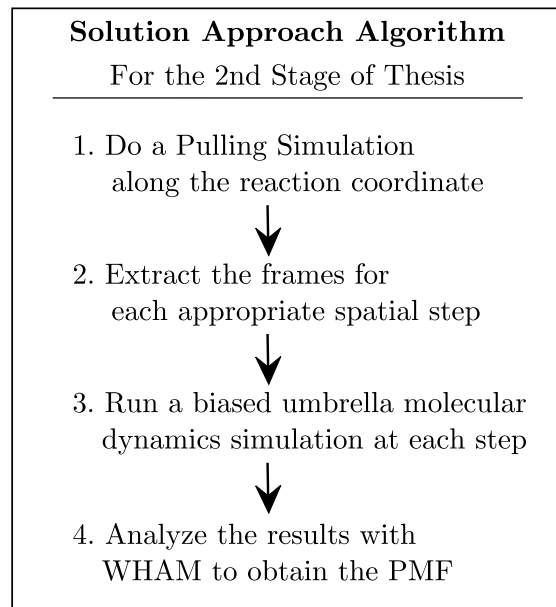 Solution Approach Algorithm
For the 2nd Stage of Thesis
1. Do a Pulling Simulation
along the reaction coordinate
2. Extract the frames for
each appropriate spatial step
3. Run a biased umbrella molecular
dynamics simulation at each step
4. Analyze the results with
WHAM to obtain the PMF